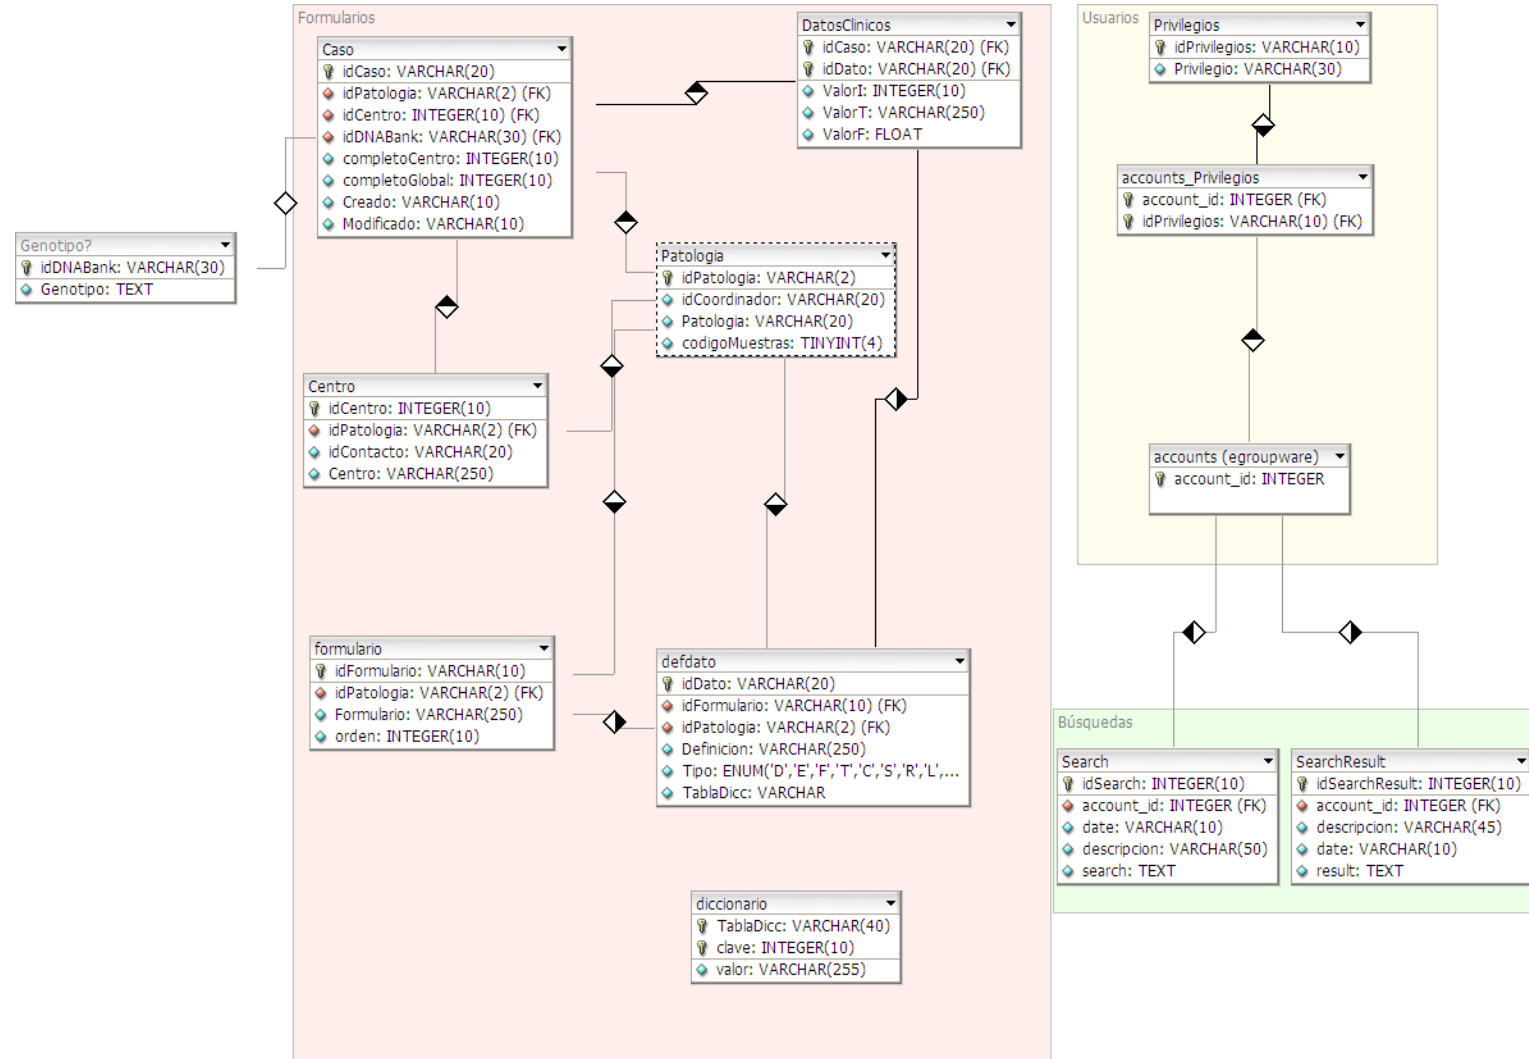 Formularios
Caso
idCaso: VARCHAR(20)
idPatologia: VARCHAR(2) (FK)
idCentro: INTEGER(10) (FK)
idDNABank: VARCHAR(30) (FK)
completoCentro: INTEGER(10)
completoGlobal: INTEGER(10)
Creado: VARCHAR(10)
Modificado: VARCHAR(10)
DatosClinicos
idCaso: VARCHAR(20) (FK)
idDato: VARCHAR(20) (FK)
ValorI: INTEGER(10)
ValorT: VARCHAR(250)
ValorF: FLOAT
Genotipo?
idDNABank: VARCHAR(30)
Genotipo: TEXT
Patologia
idPatologia: VARCHAR(2)
idCoordinador: VARCHAR(20)
Patologia: VARCHAR(20)
codigoMuestras: TINYINT(4)
Centro
idCentro: INTEGER(10)
idPatologia: VARCHAR(2) (FK)
idContacto: VARCHAR(20)
Centro: VARCHAR(250)
formulario
idFormulario: VARCHAR(10)
idPatologia: VARCHAR(2) (FK)
Formulario: VARCHAR(250)
orden: INTEGER(10)
defdato
idDato: VARCHAR(20)
idFormulario: VARCHAR(10) (FK)
idPatologia: VARCHAR(2) (FK)
Definicion: VARCHAR(250)
Tipo: ENUM('D','E','F','T','C','S','R','L',...
TablaDicc: VARCHAR
diccionario
TablaDicc: VARCHAR(40)
clave: INTEGER(10)
valor: VARCHAR(255)
Usuarios
Privilegios
idPrivilegios: VARCHAR(10)
Privilegio: VARCHAR(30)
accounts_Privilegios
account_id: INTEGER (FK)
idPrivilegios: VARCHAR(10) (FK)
accounts (egroupware)
account_id: INTEGER
Búsquedas
Search
idSearch: INTEGER(10)
account_id: INTEGER (FK)
date: VARCHAR(10)
descripcion: VARCHAR(50)
search: TEXT
SearchResult
idSearchResult: INTEGER(10)
account_id: INTEGER (FK)
descripcion: VARCHAR(45)
date: VARCHAR(10)
result: TEXT